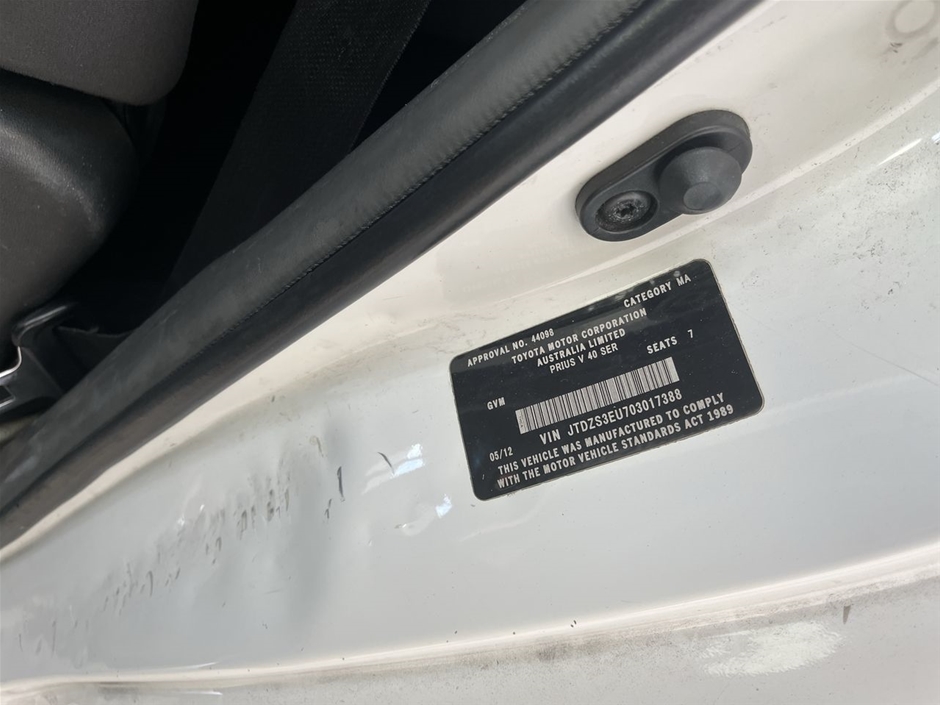 APPROVAL NO. 44098 CATEGORY MA
TOYOTA MOTOR CORPORATION
AUSTRALIA LIMITED
PRIUS V 40 SER SEATS 7
GVM
VIN JTDZS3EU703017388
05/12
THIS VEHICLE WAS MANUFACTURED TO COMPLY
WITH THE MOTOR VEHICLE STANDARDS ACT 1989